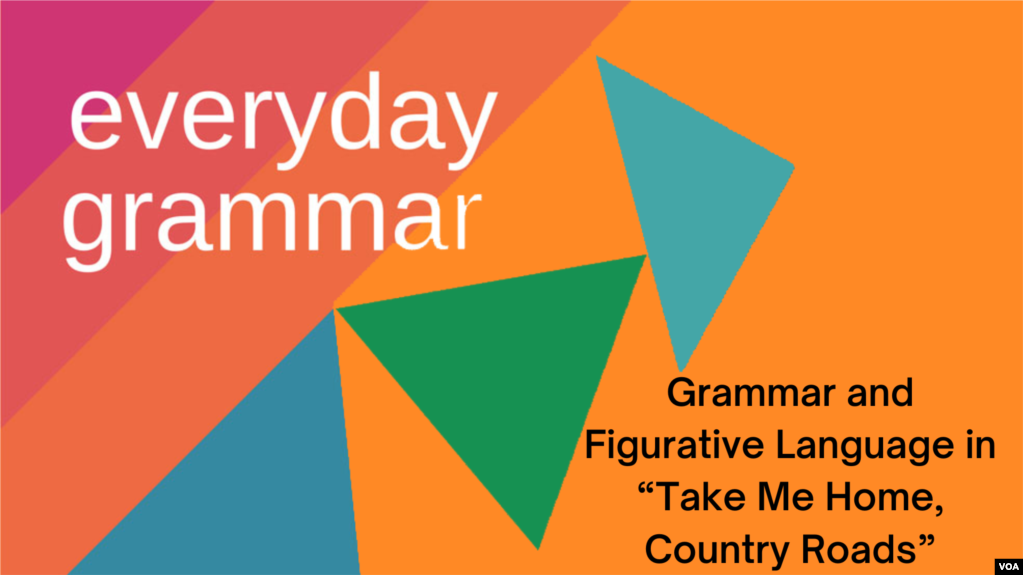 everyday
grammar
Grammar and
Figurative Language in
“Take Me Home,
Country Roads”
VOA